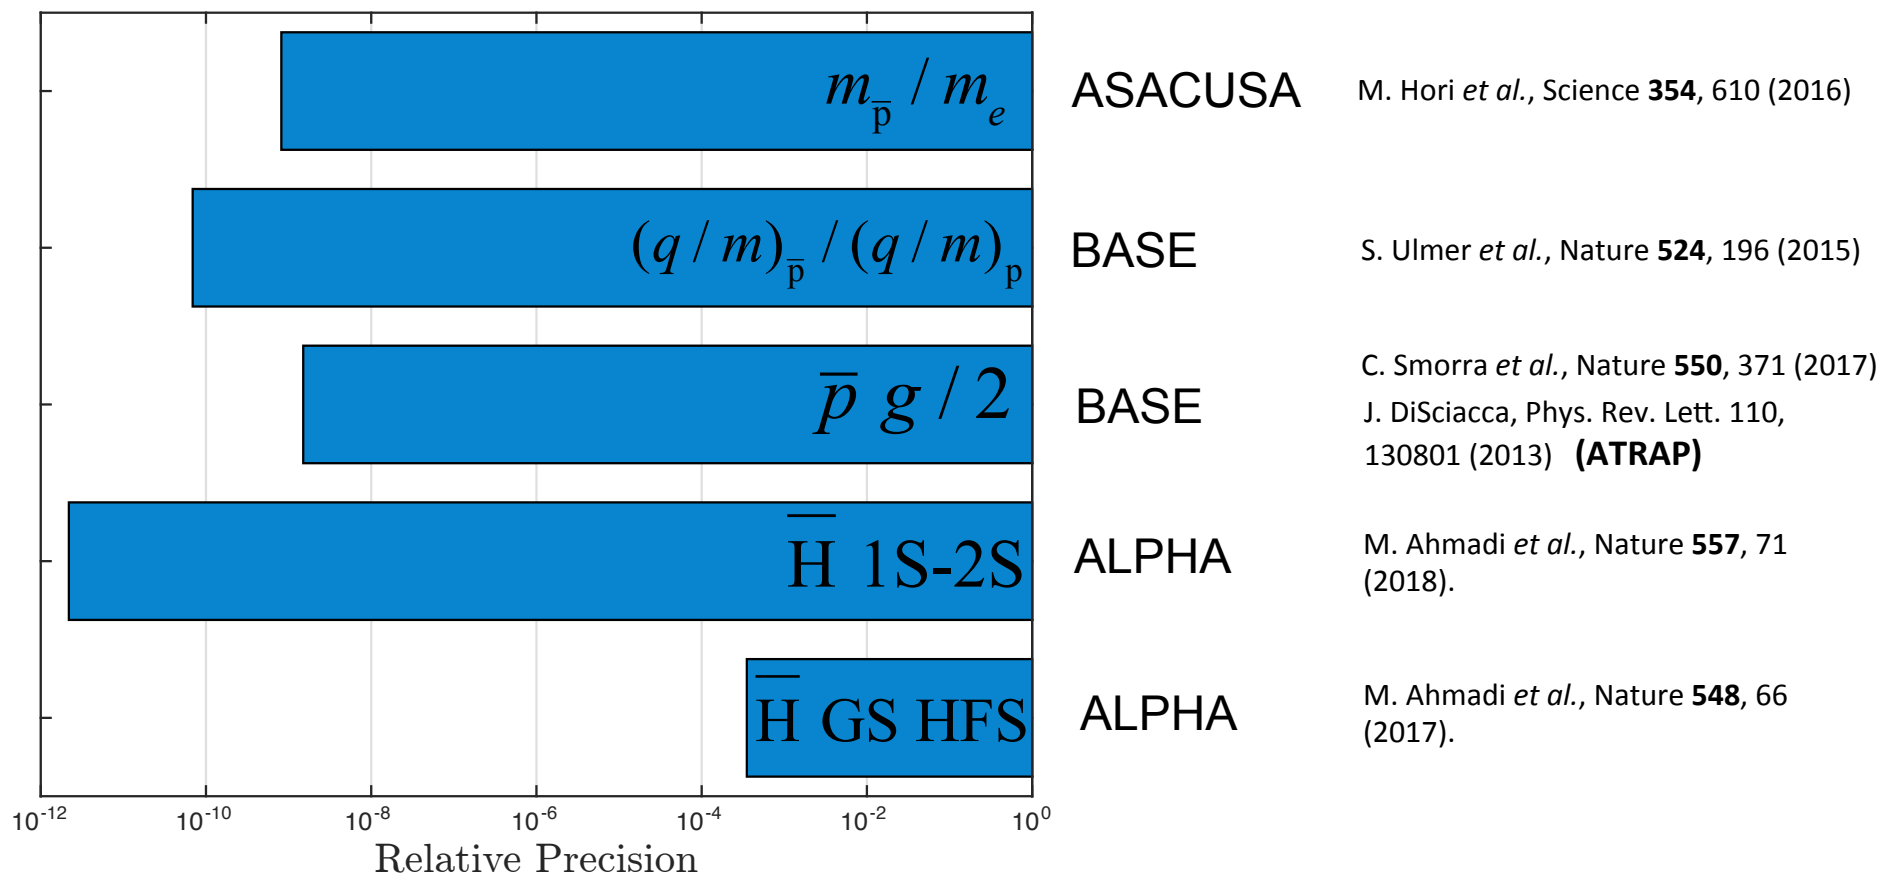 m_p̅ / m_e
ASACUSA
M. Hori et al., Science 354, 610 (2016)
(q / m)_p̅ / (q / m)_p
BASE
S. Ulmer et al., Nature 524, 196 (2015)
p̅ g / 2
BASE
C. Smorra et al., Nature 550, 371 (2017)
J. DiSciacca, Phys. Rev. Lett. 110,
130801 (2013) (ATRAP)
H̅ 1S-2S
ALPHA
M. Ahmadi et al., Nature 557, 71
(2018).
H̅ GS HFS
ALPHA
M. Ahmadi et al., Nature 548, 66
(2017).
10^-12 10^-10 10^-8 10^-6 10^-4 10^-2 10^0
Relative Precision